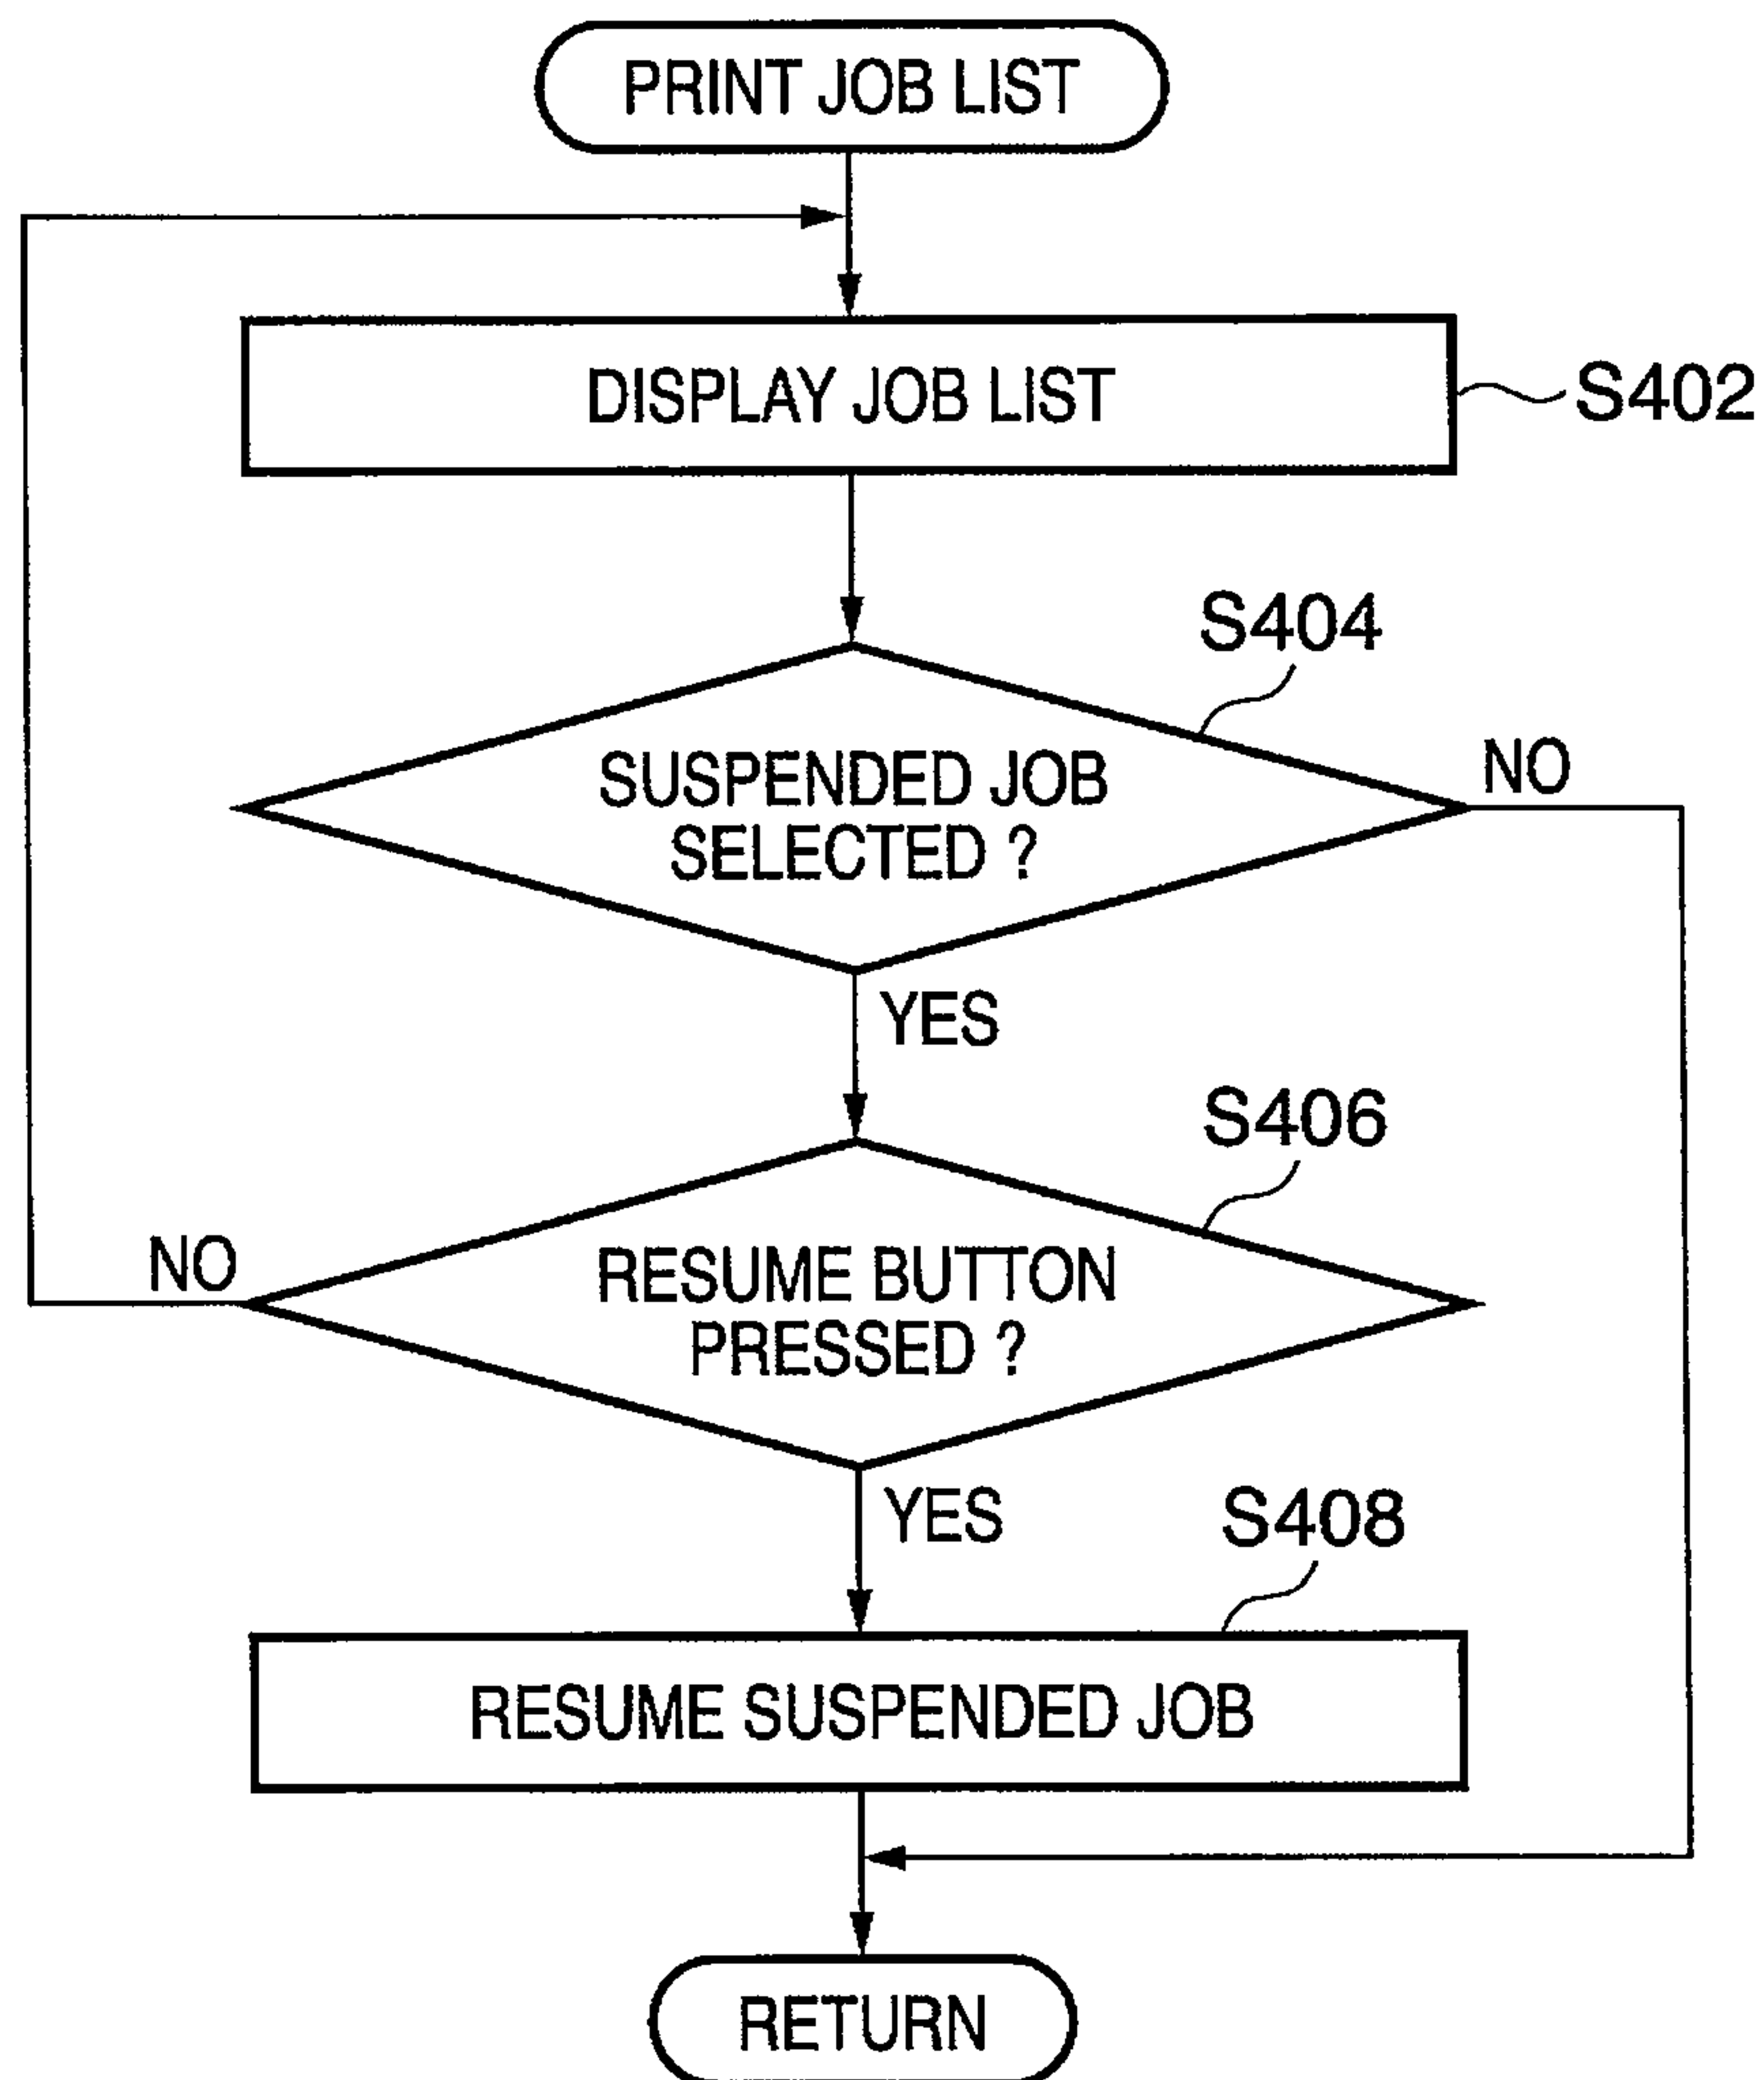 PRINT JOB LIST
DISPLAY JOB LIST
S402
S404
SUSPENDED JOB
SELECTED ?
NO
YES
S406
RESUME BUTTON
PRESSED ?
NO
YES
S408
RESUME SUSPENDED JOB
RETURN